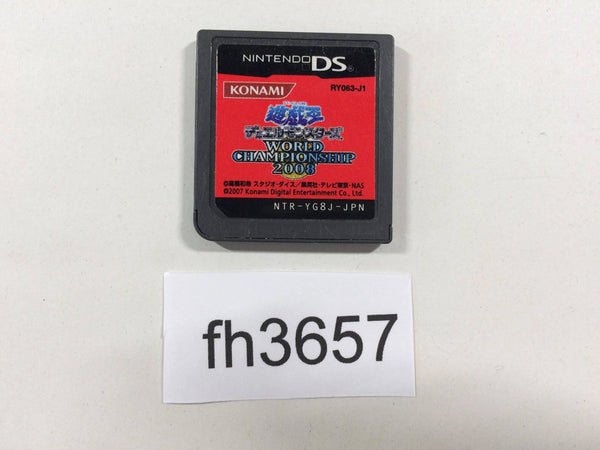 NINTENDO DS
KONAMI
RY063-J1
遊戯王
デュエルモンスターズ
WORLD
CHAMPIONSHIP
2008
©高橋和希 スタジオ・ダイス/集英社・テレビ東京・NAS
©2007 Konami Digital Entertainment Co., Ltd.
NTR-YG8J-JPN
fh3657